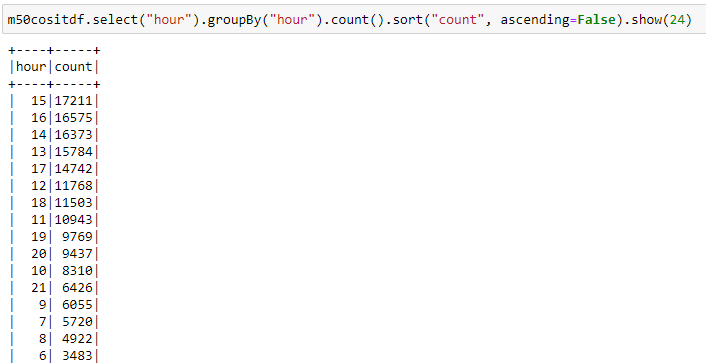 m50cositdf.select("hour").groupBy("hour").count().sort("count", ascending=False).show(24)
+----+-----+
|hour|count|
+----+-----+
|  15|17211|
|  16|16575|
|  14|16373|
|  13|15784|
|  17|14742|
|  12|11768|
|  18|11503|
|  11|10943|
|  19| 9769|
|  20| 9437|
|  10| 8310|
|  21| 6426|
|   9| 6055|
|   7| 5720|
|   8| 4922|
|   6| 3483|